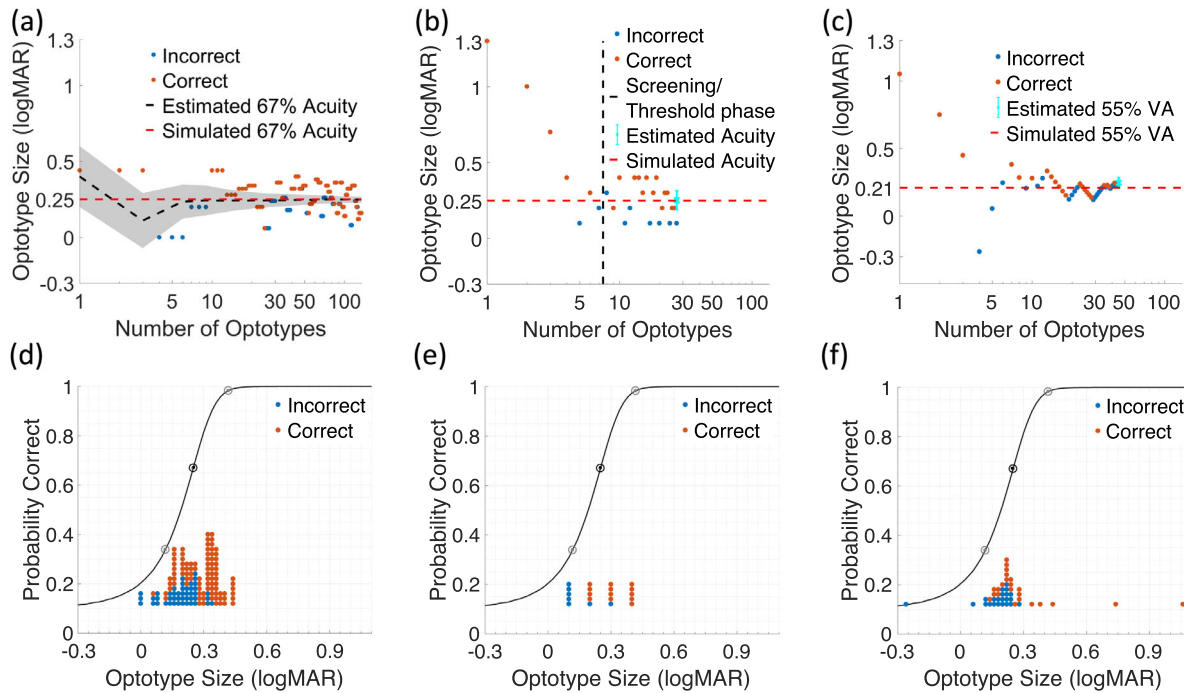 (a)
Optotype Size (logMAR)
1.3
1
0.5
0.25
0
-0.3
Incorrect
Correct
Estimated 67% Acuity
Simulated 67% Acuity
1 5 10 30 50 100
Number of Optotypes
(b)
Optotype Size (logMAR)
1.3
1
0.5
0.25
0
-0.3
Incorrect
Correct
Screening/
Threshold phase
Estimated Acuity
Simulated Acuity
1 5 10 30 50 100
Number of Optotypes
(c)
Optotype Size (logMAR)
1.3
1
0.5
0.21
0
-0.3
Incorrect
Correct
Estimated 55% VA
Simulated 55% VA
1 5 10 30 50 100
Number of Optotypes
(d)
Probability Correct
1
0.8
0.6
0.4
0.2
0
Incorrect
Correct
-0.3 0 0.3 0.6 0.9
Optotype Size (logMAR)
(e)
Probability Correct
1
0.8
0.6
0.4
0.2
0
Incorrect
Correct
-0.3 0 0.3 0.6 0.9
Optotype Size (logMAR)
(f)
Probability Correct
1
0.8
0.6
0.4
0.2
0
Incorrect
Correct
-0.3 0 0.3 0.6 0.9
Optotype Size (logMAR)